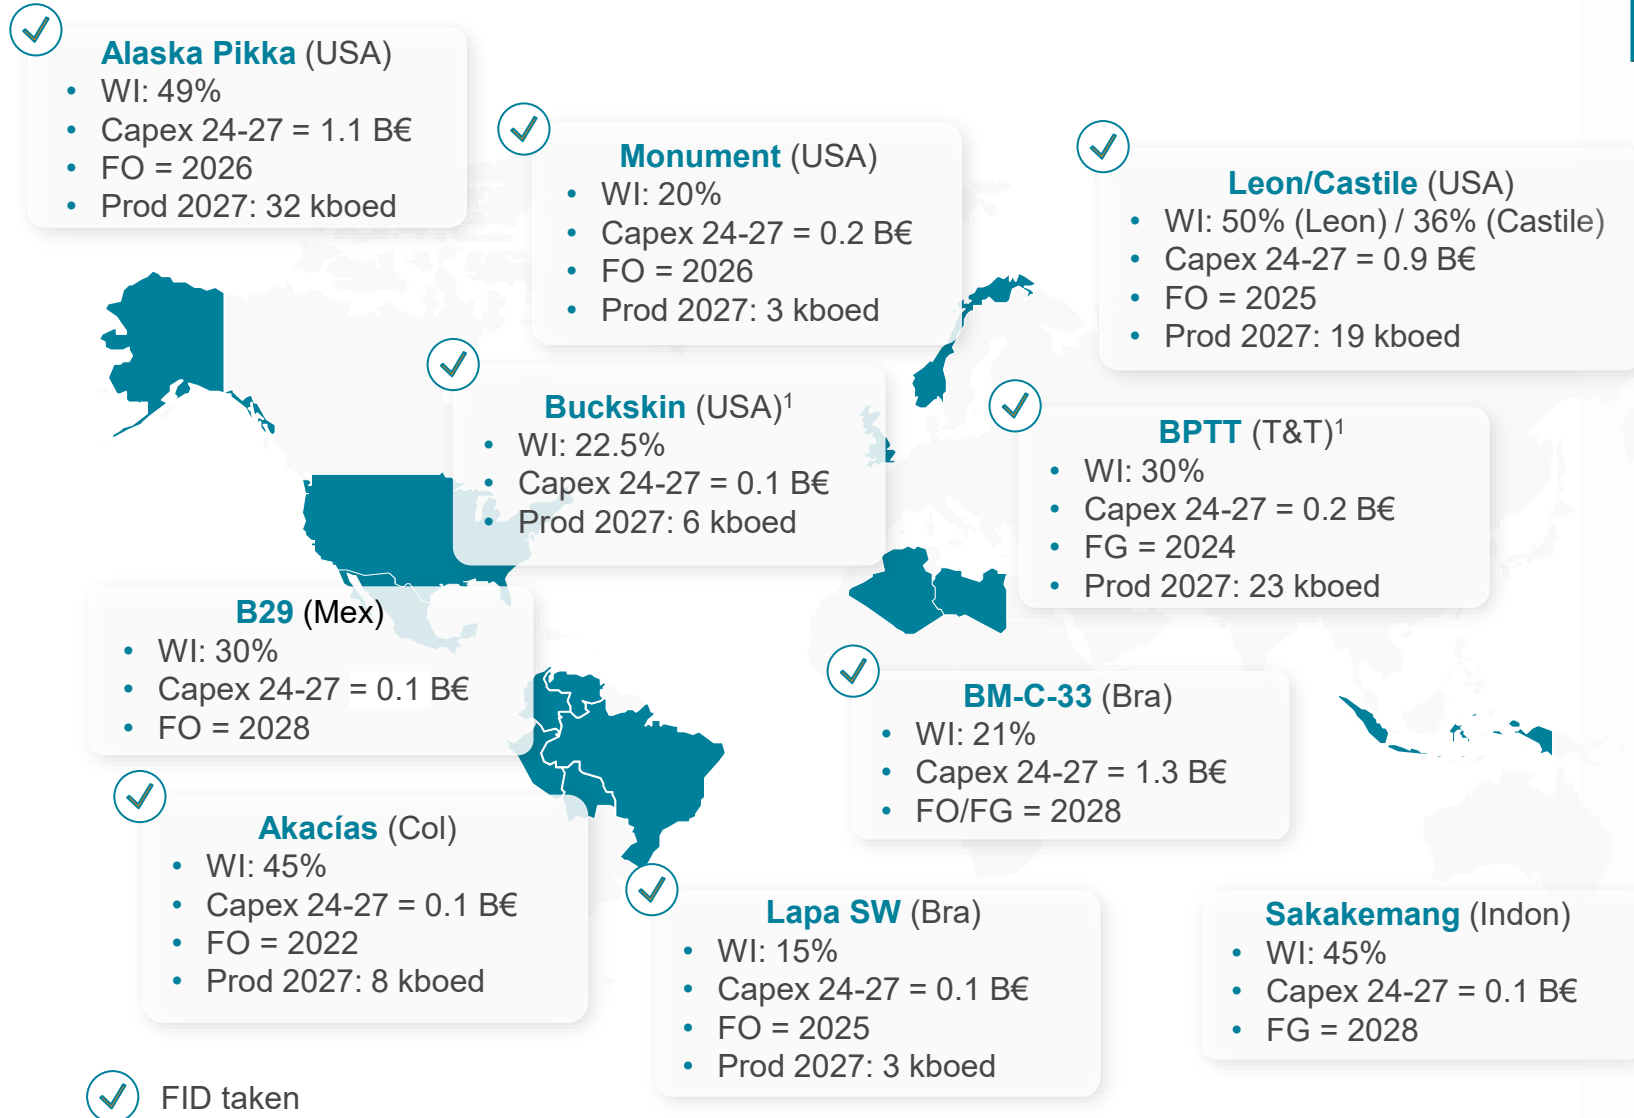 Alaska Pikka (USA)
• WI: 49%
• Capex 24-27 = 1.1 B€
• FO = 2026
• Prod 2027: 32 kboed
Monument (USA)
• WI: 20%
• Capex 24-27 = 0.2 B€
• FO = 2026
• Prod 2027: 3 kboed
Leon/Castile (USA)
• WI: 50% (Leon) / 36% (Castile)
• Capex 24-27 = 0.9 B€
• FO = 2025
• Prod 2027: 19 kboed
Buckskin (USA)¹
• WI: 22.5%
• Capex 24-27 = 0.1 B€
• Prod 2027: 6 kboed
BPTT (T&T)¹
• WI: 30%
• Capex 24-27 = 0.2 B€
• FG = 2024
• Prod 2027: 23 kboed
B29 (Mex)
• WI: 30%
• Capex 24-27 = 0.1 B€
• FO = 2028
BM-C-33 (Bra)
• WI: 21%
• Capex 24-27 = 1.3 B€
• FO/FG = 2028
Akacías (Col)
• WI: 45%
• Capex 24-27 = 0.1 B€
• FO = 2022
• Prod 2027: 8 kboed
Lapa SW (Bra)
• WI: 15%
• Capex 24-27 = 0.1 B€
• FO = 2025
• Prod 2027: 3 kboed
Sakakemang (Indon)
• WI: 45%
• Capex 24-27 = 0.1 B€
• FG = 2028
FID taken